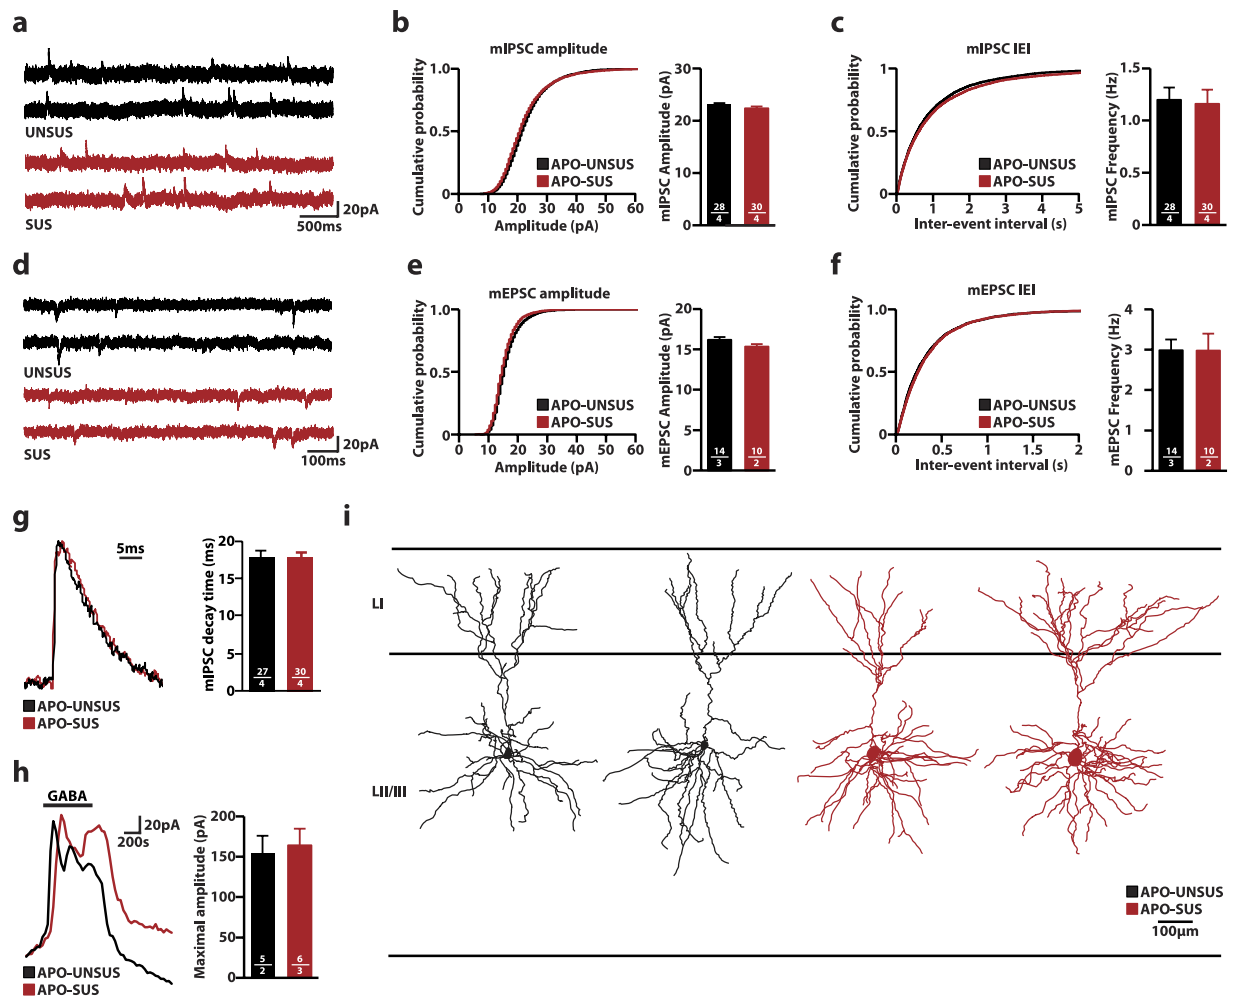 a
UNSUS
SUS
20pA
500ms
b
mIPSC amplitude
Cumulative probability
1.0
0.5
0
0 10 20 30 40 50 60
Amplitude (pA)
APO-UNSUS
APO-SUS
mIPSC Amplitude (pA)
30
20
10
0
28
4
30
4
c
mIPSC IEI
Cumulative probability
1
0.5
0
0 1 2 3 4 5
Inter-event interval (s)
APO-UNSUS
APO-SUS
mIPSC Frequency (Hz)
1.5
1.0
0.5
0
28
4
30
4
d
UNSUS
SUS
20pA
100ms
e
mEPSC amplitude
Cumulative probability
1.0
0.5
0
0 10 20 30 40 50 60
Amplitude (pA)
APO-UNSUS
APO-SUS
mEPSC Amplitude (pA)
20
15
10
5
0
14
3
10
2
f
mEPSC IEI
Cumulative probability
1.0
0.5
0
0 0.5 1 1.5 2
Inter-event interval (s)
APO-UNSUS
APO-SUS
mEPSC Frequency (Hz)
4
3
2
1
0
14
3
10
2
g
5ms
APO-UNSUS
APO-SUS
mIPSC decay time (ms)
20
15
10
5
0
27
4
30
4
h
GABA
20pA
200s
APO-UNSUS
APO-SUS
Maximal amplitude (pA)
200
150
100
50
0
5
2
6
3
i
LI
LII/III
APO-UNSUS
APO-SUS
100μm